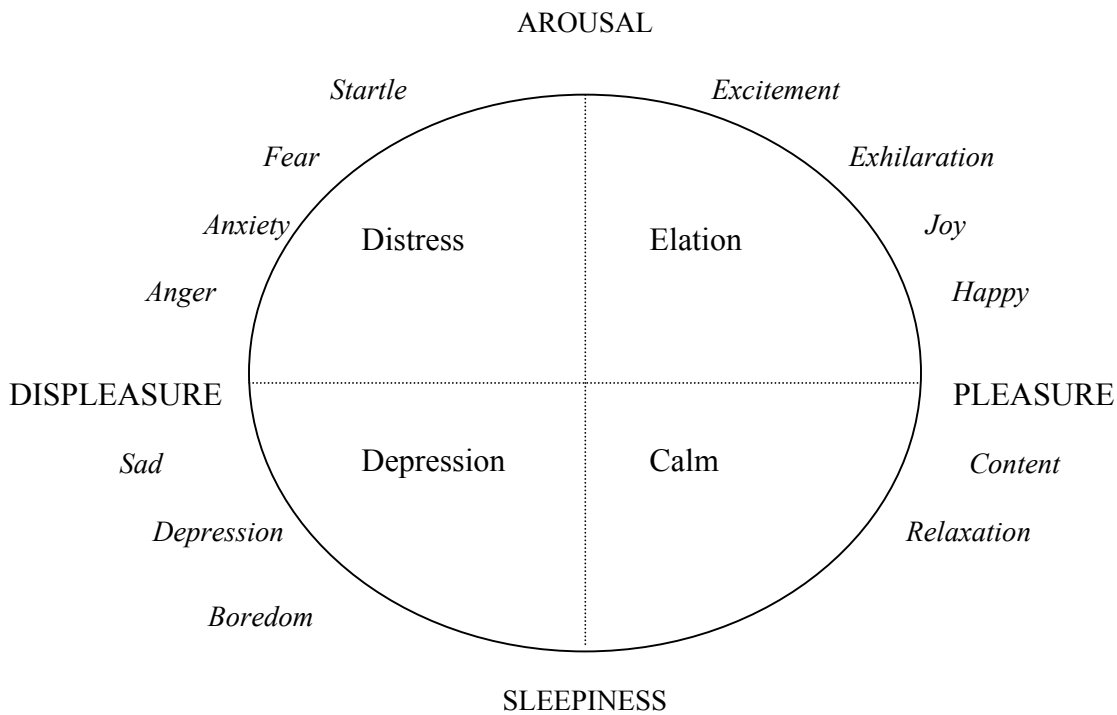 AROUSAL
Startle Excitement
Fear Exhilaration
Anxiety Joy
Distress Elation
Anger Happy
DISPLEASURE PLEASURE
Sad Depression Calm Content
Depression Relaxation
Boredom
SLEEPINESS